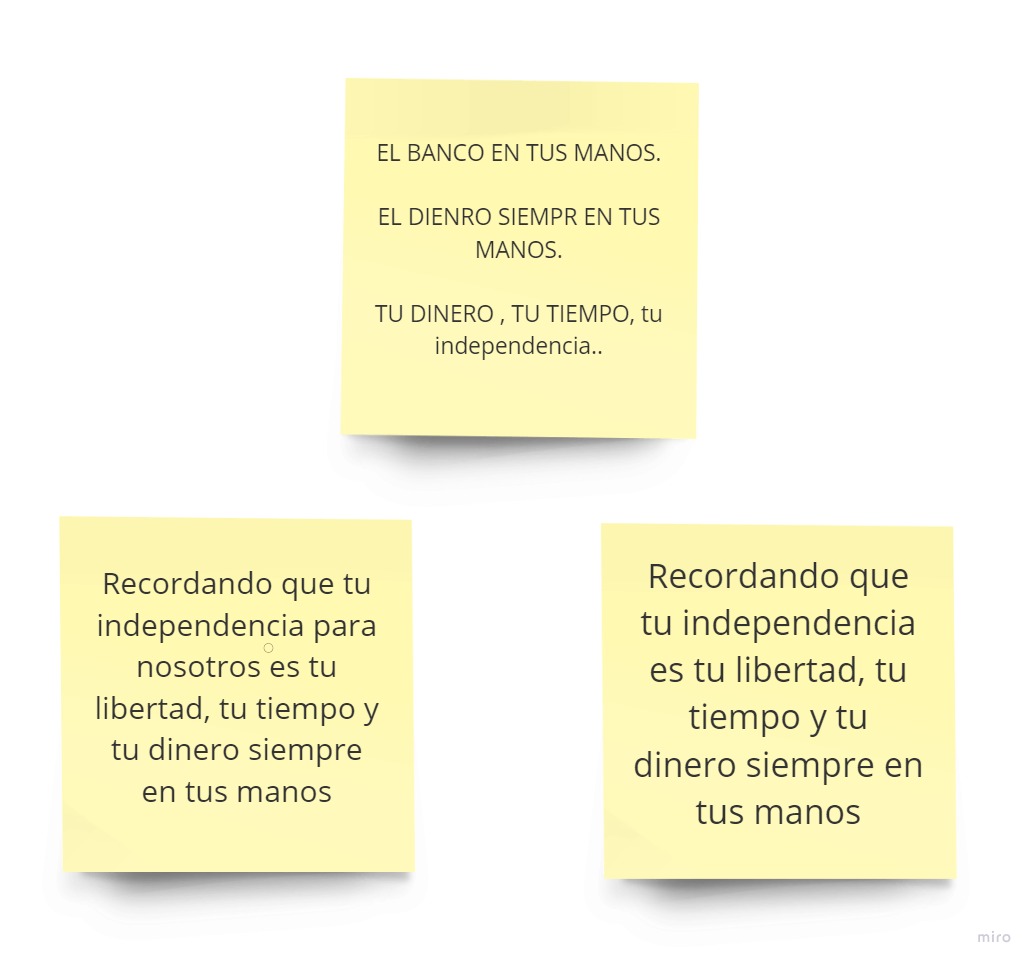 EL BANCO EN TUS MANOS.
EL DIENRO SIEMPR EN TUS
MANOS.
TU DINERO , TU TIEMPO, tu
independencia..
Recordando que tu
independencia para
nosotros es tu
libertad, tu tiempo y
tu dinero siempre
en tus manos
Recordando que
tu independencia
es tu libertad, tu
tiempo y tu
dinero siempre en
tus manos
miro